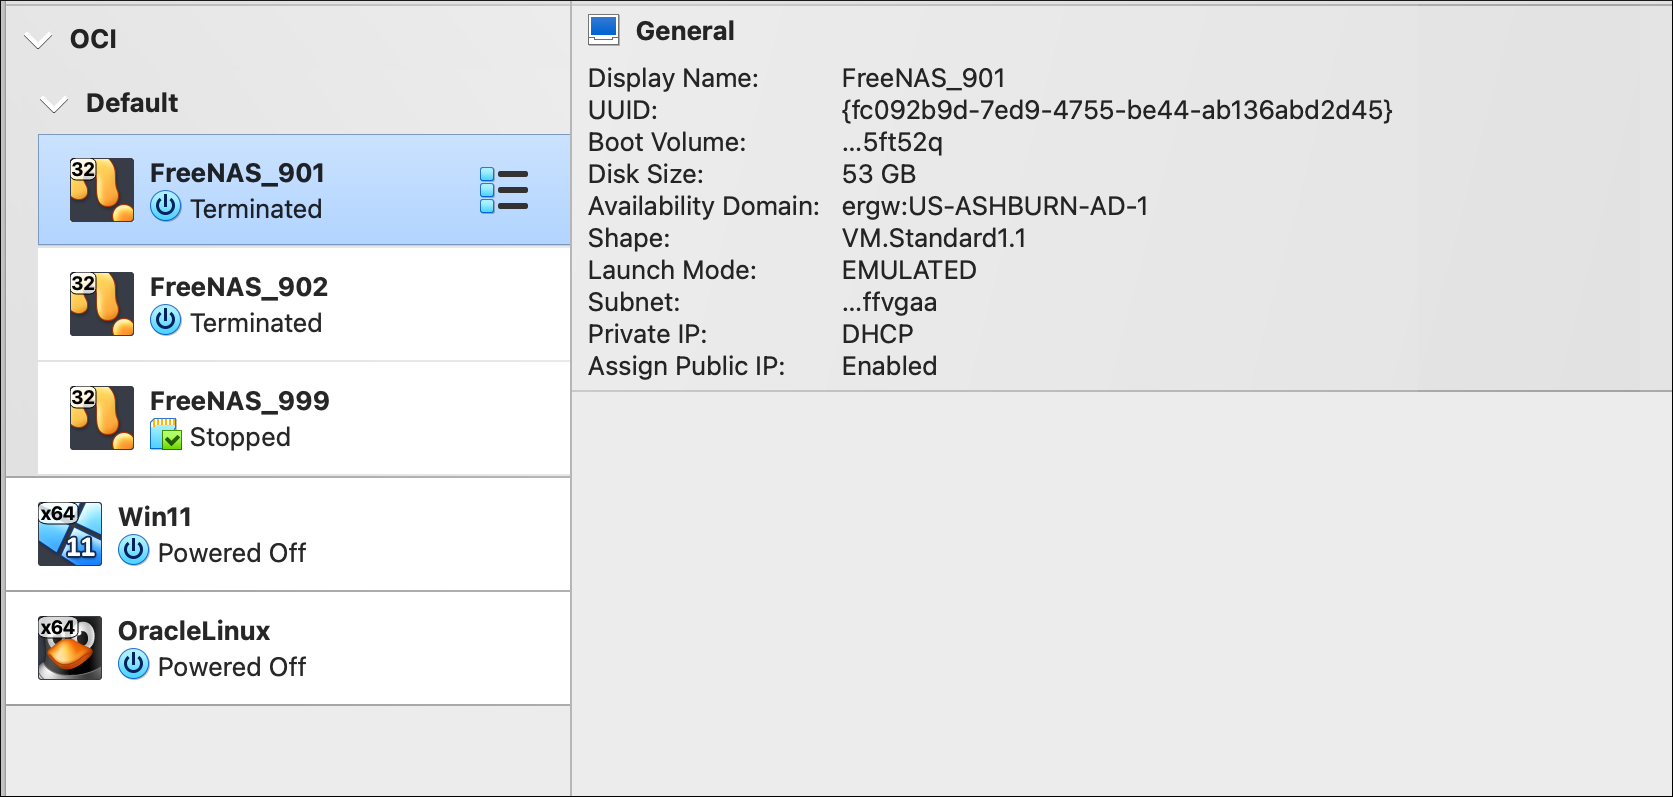 OCI
Default
32
FreeNAS_901
Terminated
32
FreeNAS_902
Terminated
32
FreeNAS_999
Stopped
x64
11
Win11
Powered Off
x64
OracleLinux
Powered Off
General
Display Name: FreeNAS_901
UUID: {fc092b9d-7ed9-4755-be44-ab136abd2d45}
Boot Volume: ...5ft52q
Disk Size: 53 GB
Availability Domain: ergw:US-ASHBURN-AD-1
Shape: VM.Standard1.1
Launch Mode: EMULATED
Subnet: ...ffvgaa
Private IP: DHCP
Assign Public IP: Enabled